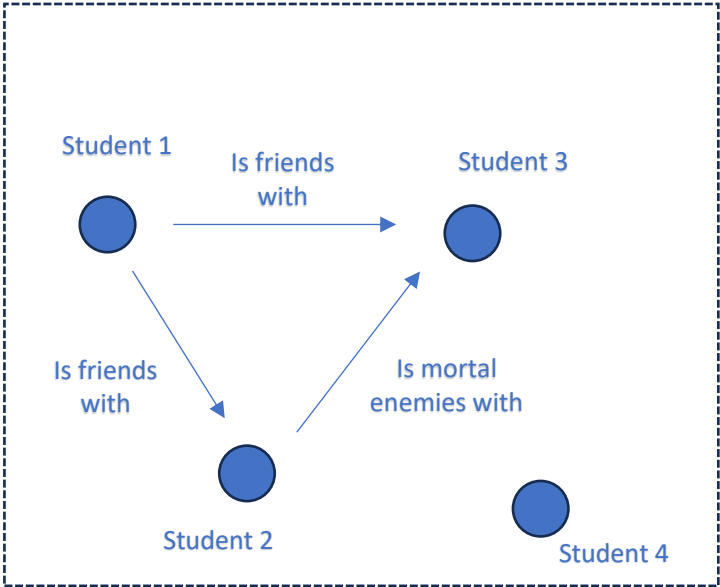 Student 1
Is friends
with
Student 3
Is friends
with
Is mortal
enemies with
Student 2
Student 4